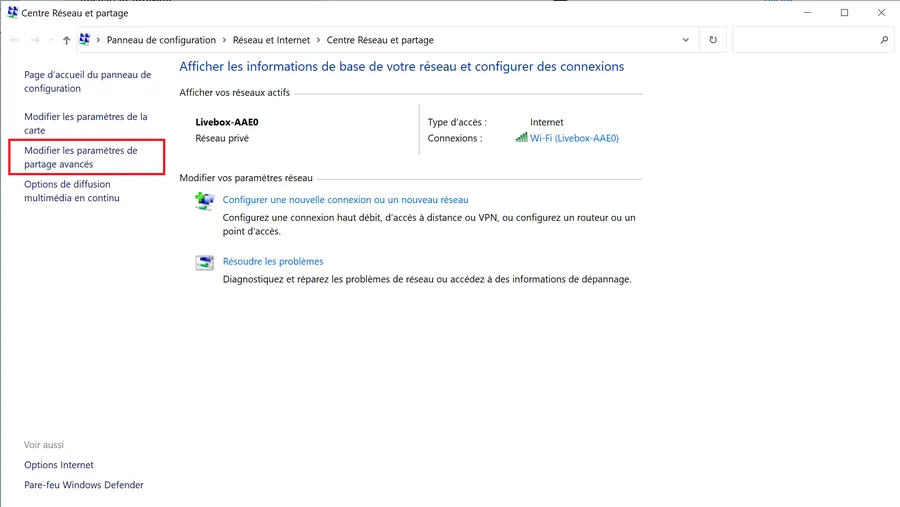 Centre Réseau et partage
Panneau de configuration > Réseau et Internet > Centre Réseau et partage
Page d'accueil du panneau de
configuration
Modifier les paramètres de la
carte
Modifier les paramètres de
partage avancés
Options de diffusion
multimédia en continu
Afficher les informations de base de votre réseau et configurer des connexions
Afficher vos réseaux actifs
Livebox-AAE0
Réseau privé
Type d'accès : Internet
Connexions : Wi-Fi (Livebox-AAE0)
Modifier vos paramètres réseau
Configurer une nouvelle connexion ou un nouveau réseau
Configurez une connexion haut débit, d'accès à distance ou VPN, ou configurez un routeur ou un
point d'accès.
Résoudre les problèmes
Diagnostiquez et réparez les problèmes de réseau ou accédez à des informations de dépannage.
Voir aussi
Options Internet
Pare-feu Windows Defender